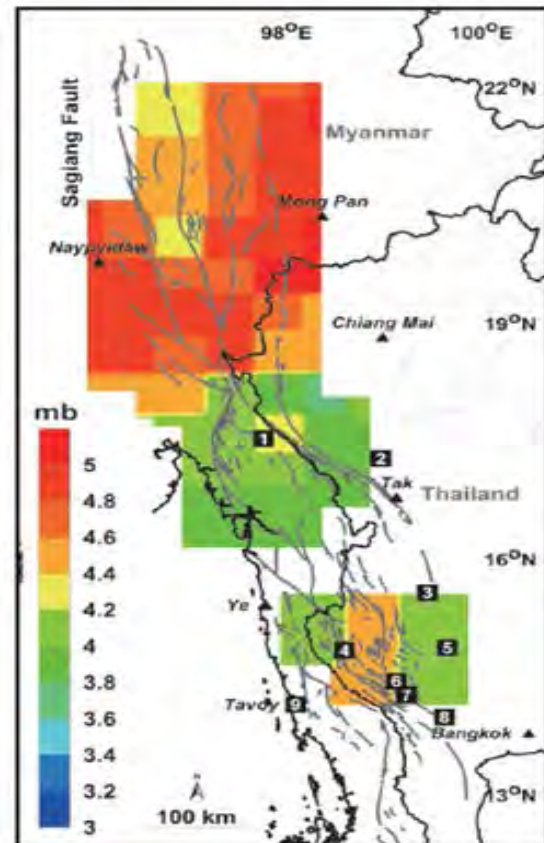 98°E
100°E
22°N
Sagiang Fault
Myanmar
Mong Pan
Naypyidaw
Chiang Mai
19°N
mb
5
4.8
4.6
4.4
4.2
4
3.8
3.6
3.4
3.2
3
1
2
Tak
Thailand
16°N
3
Ye
4
5
6
7
Tavoy
9
8
Bangkok
13°N
100 km